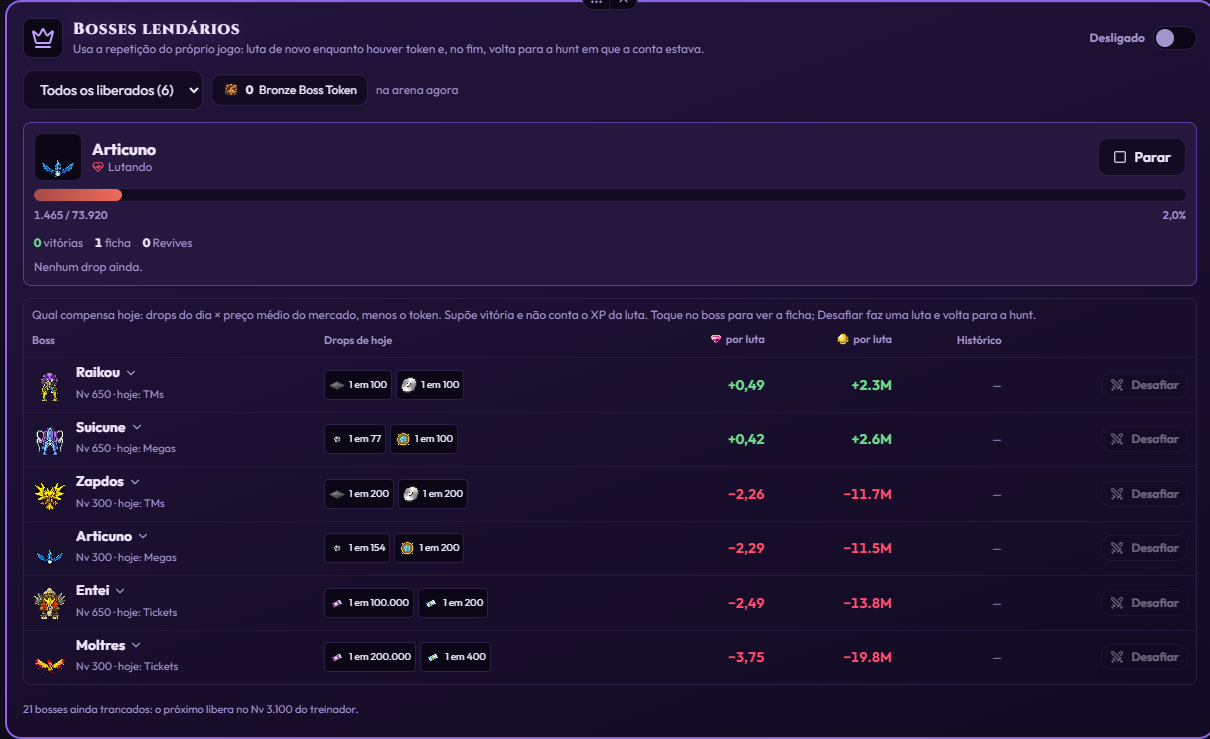 Bosses lendários
Usa a repetição do próprio jogo: luta de novo enquanto houver token e, no fim, volta para a hunt em que a conta estava.
Desligado
Todos os liberados (6)
0 Bronze Boss Token
na arena agora
Articuno
Lutando
Parar
1.465 / 73.920
2,0%
0 vitórias 1 ficha 0 Revives
Nenhum drop ainda.
Qual compensa hoje: drops do dia × preço médio do mercado, menos o token. Supõe vitória e não conta o XP da luta. Toque no boss para ver a ficha; Desafiar faz uma luta e volta para a hunt.
Boss Drops de hoje por luta por luta Histórico
Raikou
Nv 650 · hoje: TMs
1 em 100 1 em 100 +0,49 +2.3M — Desafiar
Suicune
Nv 650 · hoje: Megas
1 em 77 1 em 100 +0,42 +2.6M — Desafiar
Zapdos
Nv 300 · hoje: TMs
1 em 200 1 em 200 −2,26 −11.7M — Desafiar
Articuno
Nv 300 · hoje: Megas
1 em 154 1 em 200 −2,29 −11.5M — Desafiar
Entei
Nv 650 · hoje: Tickets
1 em 100.000 1 em 200 −2,49 −13.8M — Desafiar
Moltres
Nv 300 · hoje: Tickets
1 em 200.000 1 em 400 −3,75 −19.8M — Desafiar
21 bosses ainda trancados: o próximo libera no Nv 3.100 do treinador.